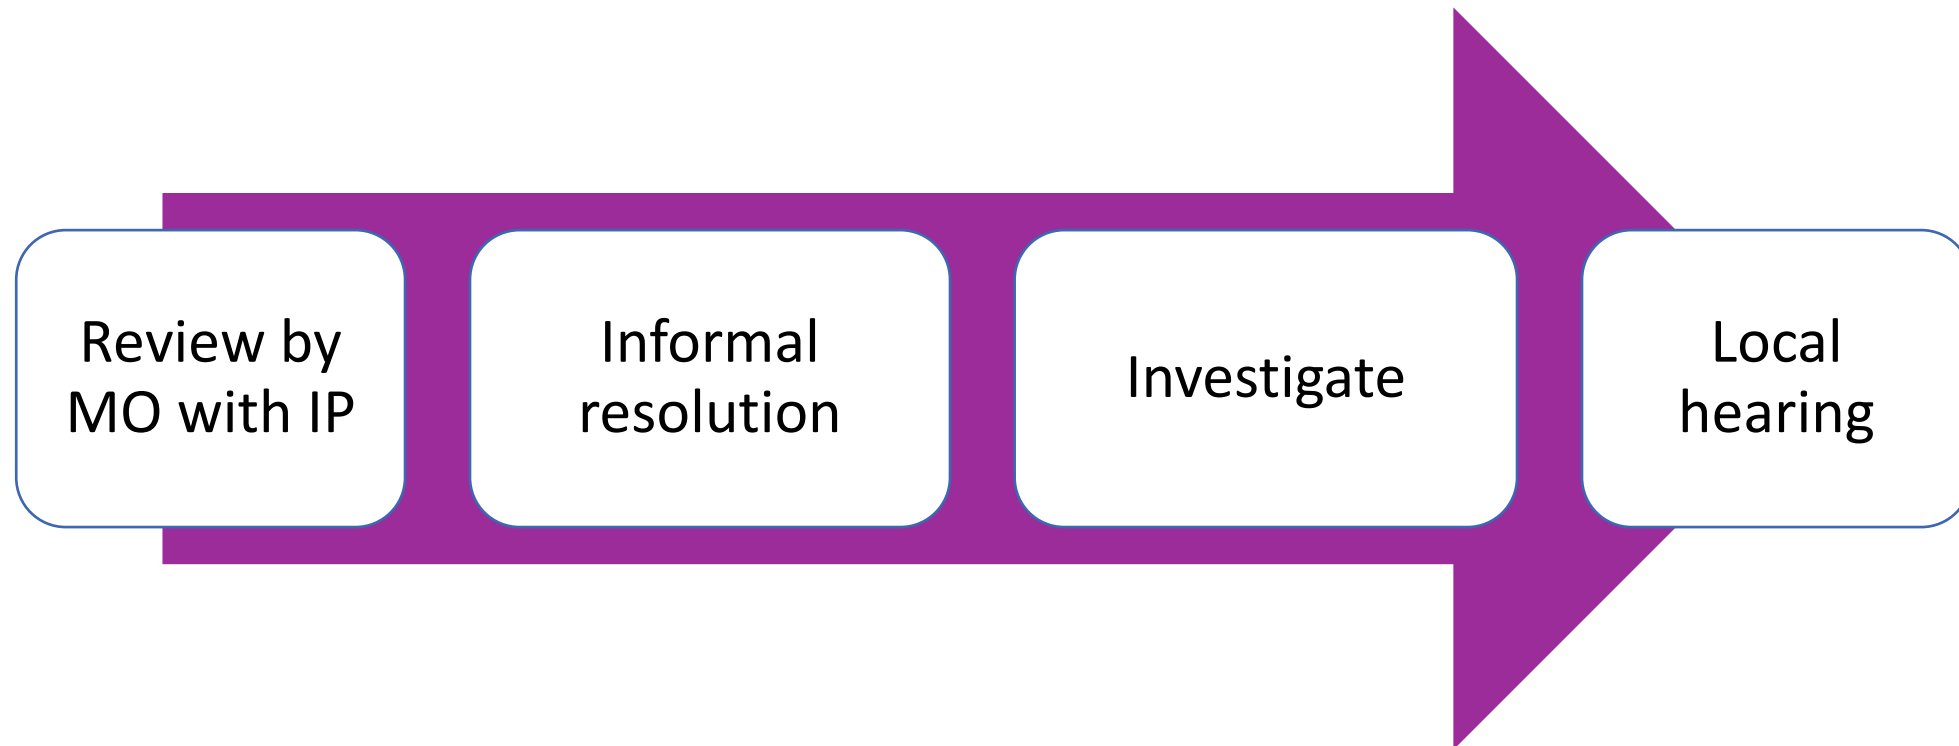 Review by
MO with IP
Informal
resolution
Investigate
Local
hearing